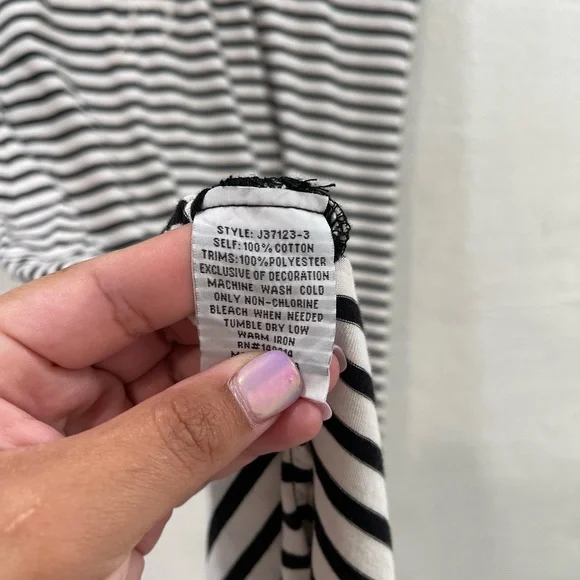 STYLE: J37123-3
SELF: 100% COTTON
TRIMS: 100%POLYESTER
EXCLUSIVE OF DECORATION
MACHINE WASH COLD
ONLY NON-CHLORINE
BLEACH WHEN NEEDED
TUMBLE DRY LOW
WARM IRON